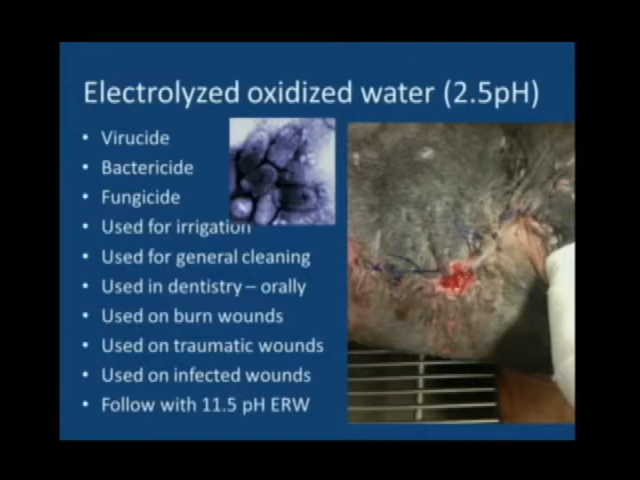 Electrolyzed oxidized water (2.5pH)
• Virucide
• Bactericide
• Fungicide
• Used for irrigation
• Used for general cleaning
• Used in dentistry – orally
• Used on burn wounds
• Used on traumatic wounds
• Used on infected wounds
• Follow with 11.5 pH ERW